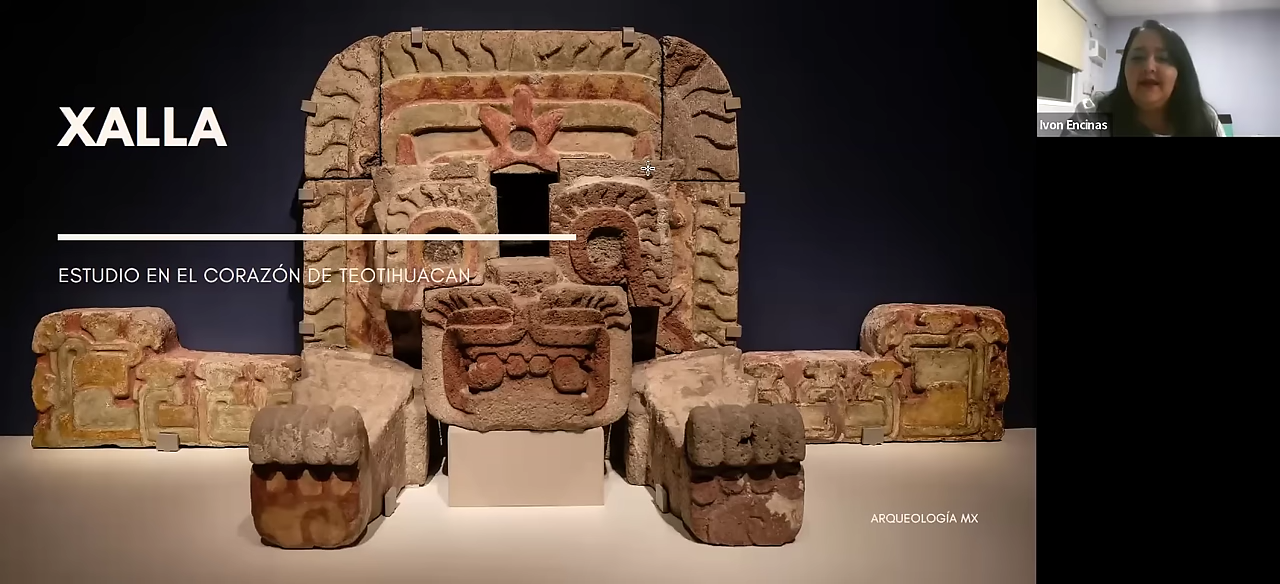 XALLA
ESTUDIO EN EL CORAZÓN DE TEOTIHUACAN
ARQUEOLOGÍA MX
Ivon Encinas